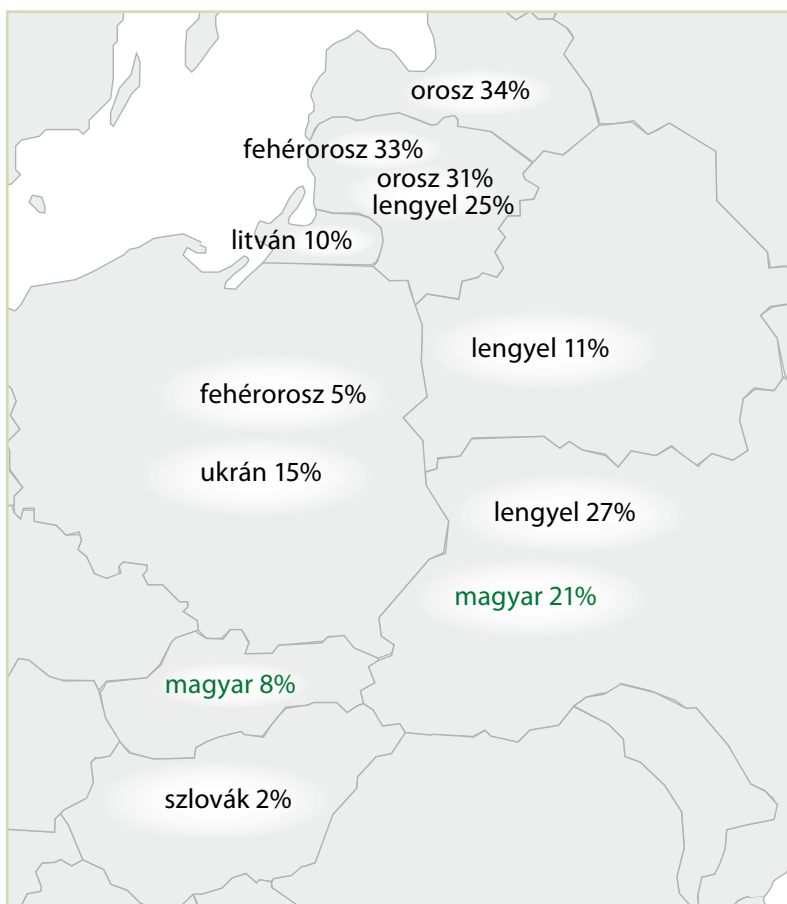 orosz 34%
fehérorosz 33%
orosz 31%
lengyel 25%
litván 10%
lengyel 11%
fehérorosz 5%
ukrán 15%
lengyel 27%
magyar 21%
magyar 8%
szlovák 2%